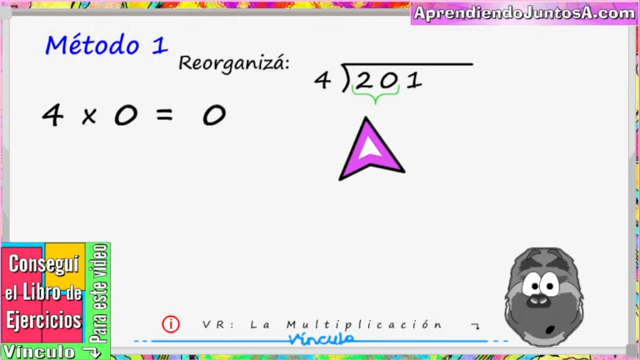 AprendiendoJuntosA.com
Método 1
Reorganizá:
4 x 0 = 0
4)201
Conseguí
el Libro de
Ejercicios
Vínculo
Para este video
VR: La Multiplicación
vínculo